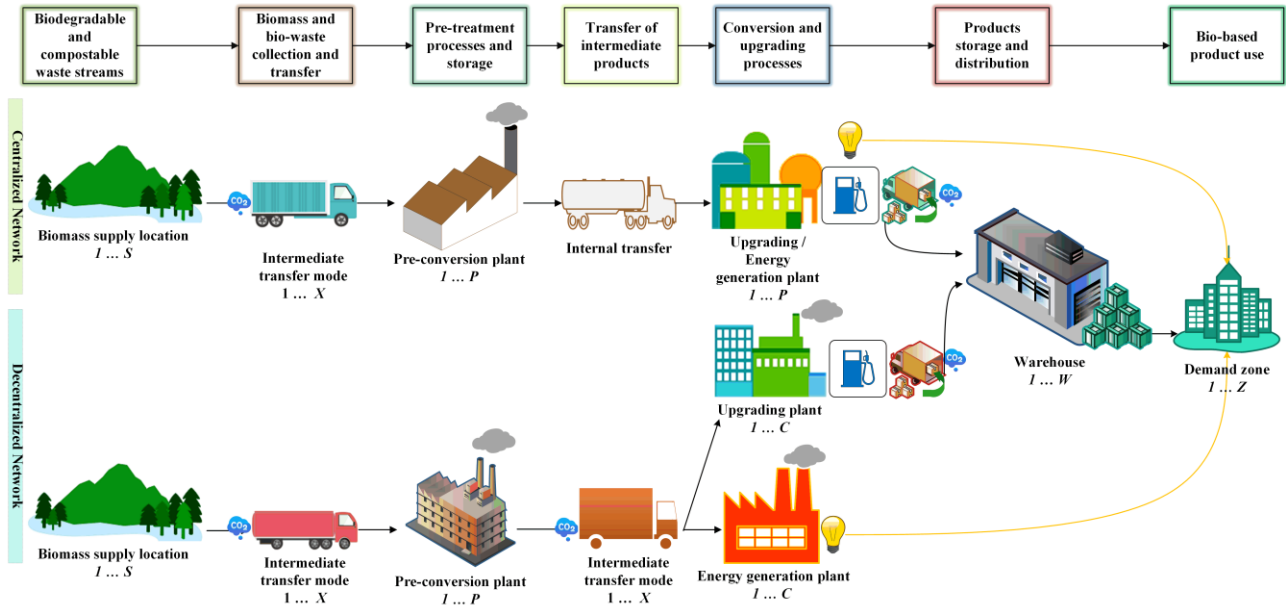 Biodegradable
and
compostable
waste streams
Biomass and
bio-waste
collection and
transfer
Pre-treatment
processes and
storage
Transfer of
intermediate
products
Conversion and
upgrading
processes
Products
storage and
distribution
Bio-based
product use
Centralized Network
CO2
Biomass supply location
1 … S
Intermediate
transfer mode
1 … X
Pre-conversion plant
1 … P
Internal transfer
Upgrading /
Energy
generation plant
1 … P
CO2
Warehouse
1 … W
Demand zone
1 … Z
Decentralized Network
Upgrading plant
1 … C
CO2
CO2
Biomass supply location
1 … S
Intermediate
transfer mode
1 … X
Pre-conversion plant
1 … P
CO2
Intermediate
transfer mode
1 … X
Energy generation plant
1 … C